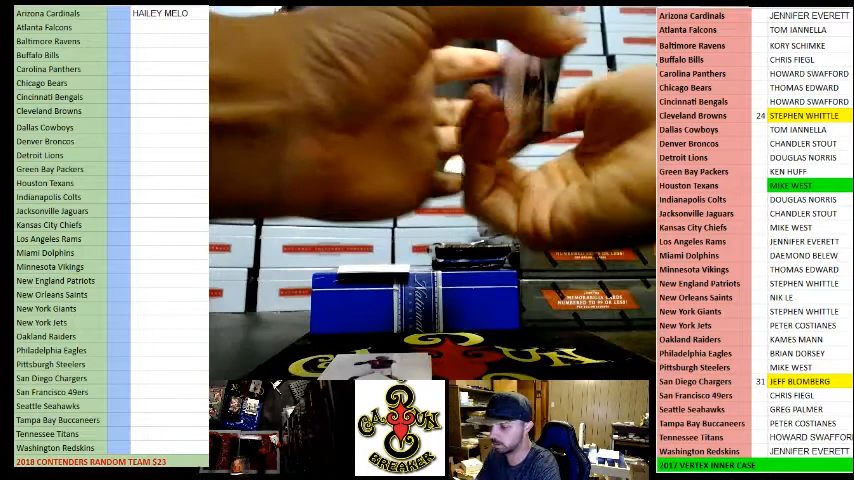 Arizona Cardinals HAILEY MELO
Atlanta Falcons
Baltimore Ravens
Buffalo Bills
Carolina Panthers
Chicago Bears
Cincinnati Bengals
Cleveland Browns
Dallas Cowboys
Denver Broncos
Detroit Lions
Green Bay Packers
Houston Texans
Indianapolis Colts
Jacksonville Jaguars
Kansas City Chiefs
Los Angeles Rams
Miami Dolphins
Minnesota Vikings
New England Patriots
New Orleans Saints
New York Giants
New York Jets
Oakland Raiders
Philadelphia Eagles
Pittsburgh Steelers
San Diego Chargers
San Francisco 49ers
Seattle Seahawks
Tampa Bay Buccaneers
Tennessee Titans
Washington Redskins
2018 CONTENDERS RANDOM TEAM $23
MEMORABILIA CARDS
NUMBERED TO 99 OR LESS!
CAJUN
CAJUN
BREAKER
Arizona Cardinals JENNIFER EVERETT
Atlanta Falcons TOM IANNELLA
Baltimore Ravens KORY SCHIMKE
Buffalo Bills CHRIS FIEGL
Carolina Panthers HOWARD SWAFFORD
Chicago Bears THOMAS EDWARD
Cincinnati Bengals HOWARD SWAFFORD
Cleveland Browns 24 STEPHEN WHITTLE
Dallas Cowboys TOM IANNELLA
Denver Broncos CHANDLER STOUT
Detroit Lions DOUGLAS NORRIS
Green Bay Packers KEN HUFF
Houston Texans MIKE WEST
Indianapolis Colts DOUGLAS NORRIS
Jacksonville Jaguars CHANDLER STOUT
Kansas City Chiefs MIKE WEST
Los Angeles Rams JENNIFER EVERETT
Miami Dolphins DAEMOND BELEW
Minnesota Vikings THOMAS EDWARD
New England Patriots STEPHEN WHITTLE
New Orleans Saints NIK LE
New York Giants STEPHEN WHITTLE
New York Jets PETER COSTIANES
Oakland Raiders KAMES MANN
Philadelphia Eagles BRIAN DORSEY
Pittsburgh Steelers MIKE WEST
San Diego Chargers 31 JEFF BLOMBERG
San Francisco 49ers CHRIS FIEGL
Seattle Seahawks GREG PALMER
Tampa Bay Buccaneers PETER COSTIANES
Tennessee Titans HOWARD SWAFFOR
Washington Redskins JENNIFER EVERETT
2017 VERTEX INNER CASE